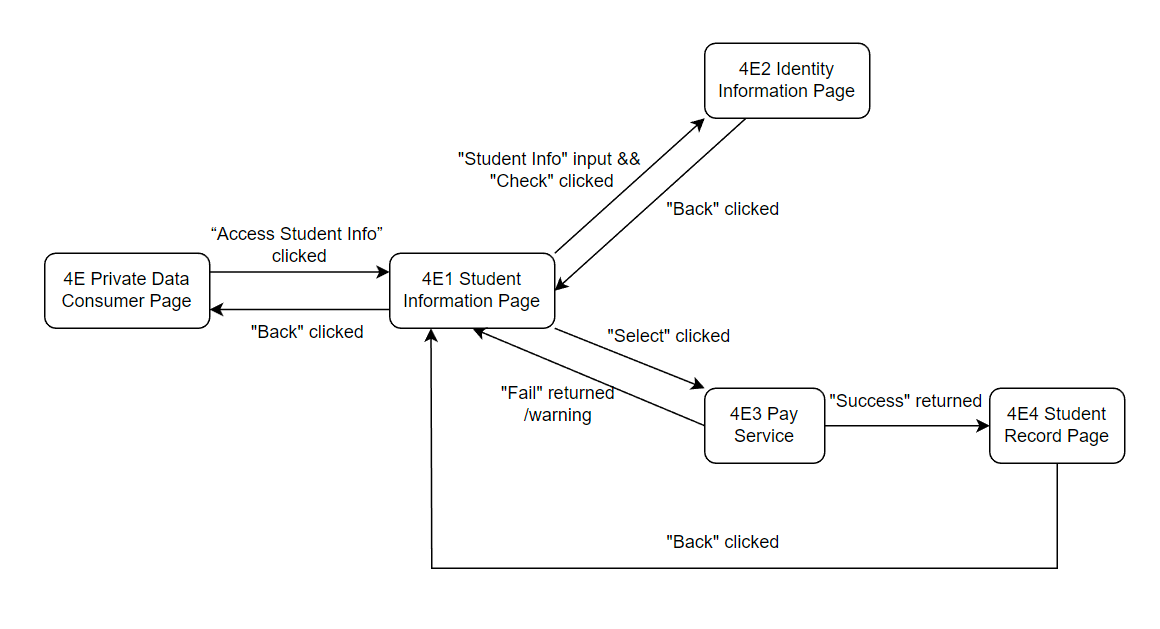 4E2 Identity
Information Page
"Student Info" input &&
"Check" clicked
"Back" clicked
“Access Student Info”
clicked
4E Private Data
Consumer Page
4E1 Student
Information Page
"Back" clicked
"Select" clicked
"Fail" returned
/warning
4E3 Pay
Service
"Success" returned
4E4 Student
Record Page
"Back" clicked